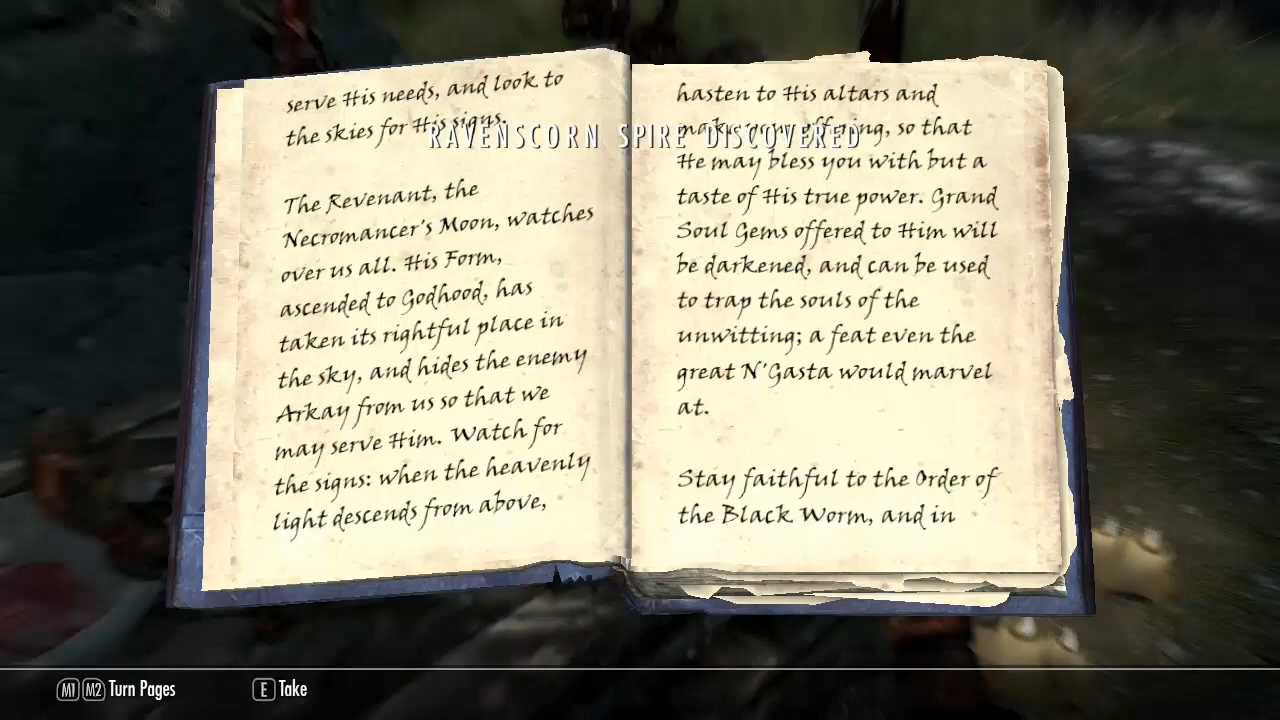 serve His needs, and look to
the skies for His signs.
RAVENSCORN SPIRE DISCOVERED
The Revenant, the
Necromancer's Moon, watches
over us all. His Form,
ascended to Godhood, has
taken its rightful place in
the sky, and hides the enemy
Arkay from us so that we
may serve Him. Watch for
the signs: when the heavenly
light descends from above,
hasten to His altars and
make your offering, so that
He may bless you with but a
taste of His true power. Grand
Soul Gems offered to Him will
be darkened, and can be used
to trap the souls of the
unwitting; a feat even the
great N'Gasta would marvel
at.
Stay faithful to the Order of
the Black Worm, and in
M1 M2 Turn Pages
E Take